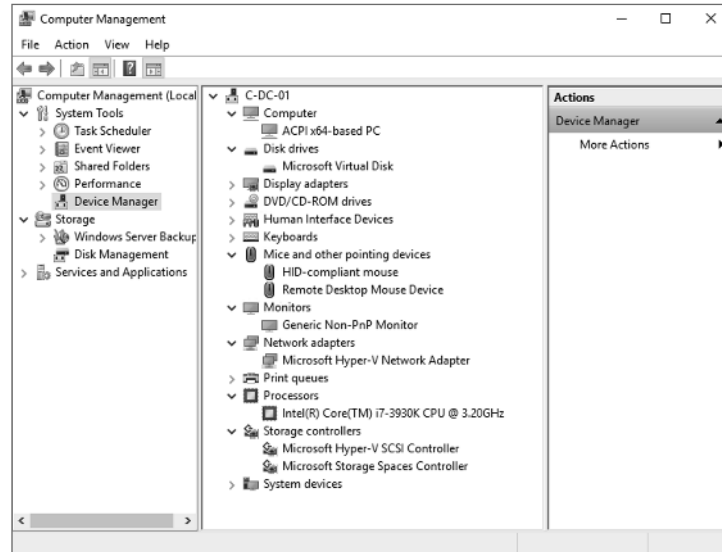 Computer Management
File Action View Help
Computer Management (Local
System Tools
Task Scheduler
Event Viewer
Shared Folders
Performance
Device Manager
Storage
Windows Server Backup
Disk Management
Services and Applications
C-DC-01
Computer
ACPI x64-based PC
Disk drives
Microsoft Virtual Disk
Display adapters
DVD/CD-ROM drives
Human Interface Devices
Keyboards
Mice and other pointing devices
HID-compliant mouse
Remote Desktop Mouse Device
Monitors
Generic Non-PnP Monitor
Network adapters
Microsoft Hyper-V Network Adapter
Print queues
Processors
Intel(R) Core(TM) i7-3930K CPU @ 3.20GHz
Storage controllers
Microsoft Hyper-V SCSI Controller
Microsoft Storage Spaces Controller
System devices
Actions
Device Manager
More Actions